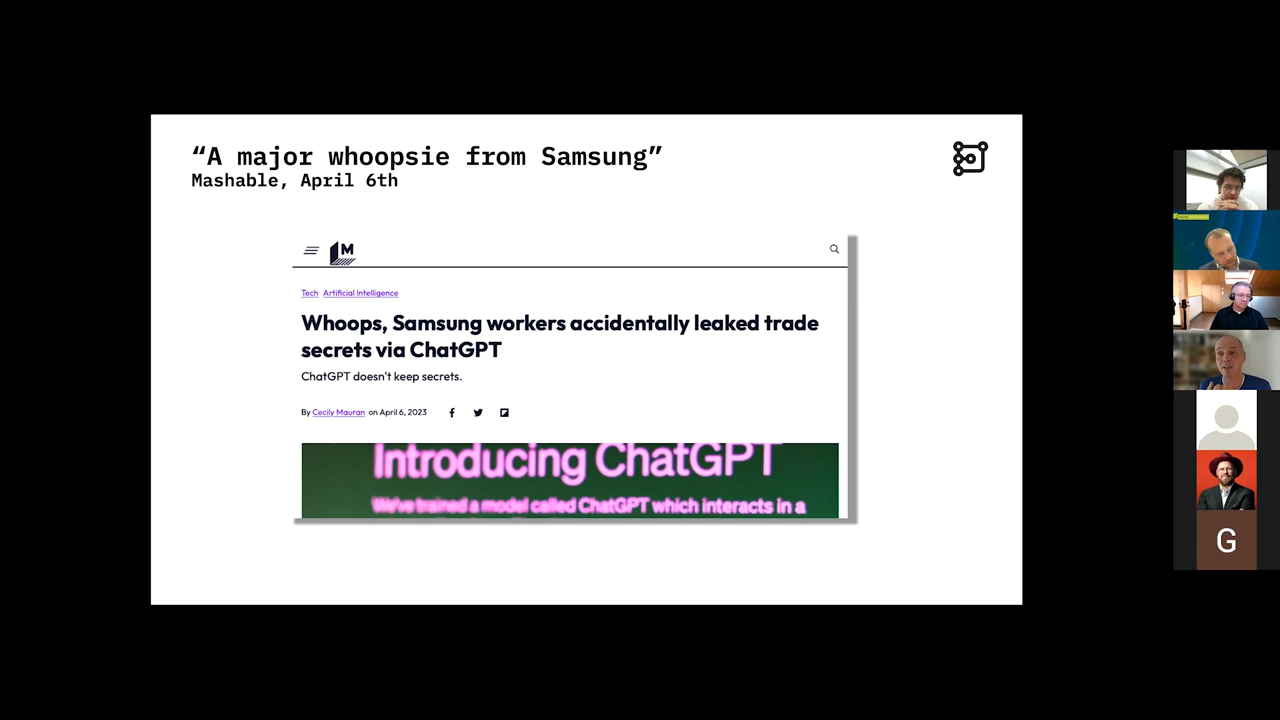 “A major whoopsie from Samsung”
Mashable, April 6th
M
Tech Artificial Intelligence
Whoops, Samsung workers accidentally leaked trade
secrets via ChatGPT
ChatGPT doesn't keep secrets.
By Cecily Mauran on April 6, 2023
Introducing ChatGPT
We've trained a model called ChatGPT which interacts in a
G